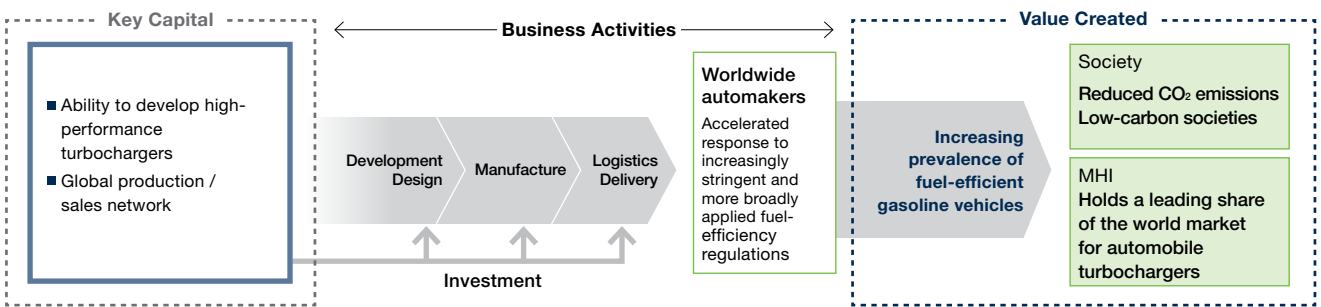 Key Capital
Business Activities
Value Created
■ Ability to develop high-
performance
turbochargers
■ Global production /
sales network
Development
Design
Manufacture
Logistics
Delivery
Investment
Worldwide
automakers
Accelerated
response to
increasingly
stringent and
more broadly
applied fuel-
efficiency
regulations
Increasing
prevalence of
fuel-efficient
gasoline vehicles
Society
Reduced CO₂ emissions
Low-carbon societies
MHI
Holds a leading share
of the world market
for automobile
turbochargers